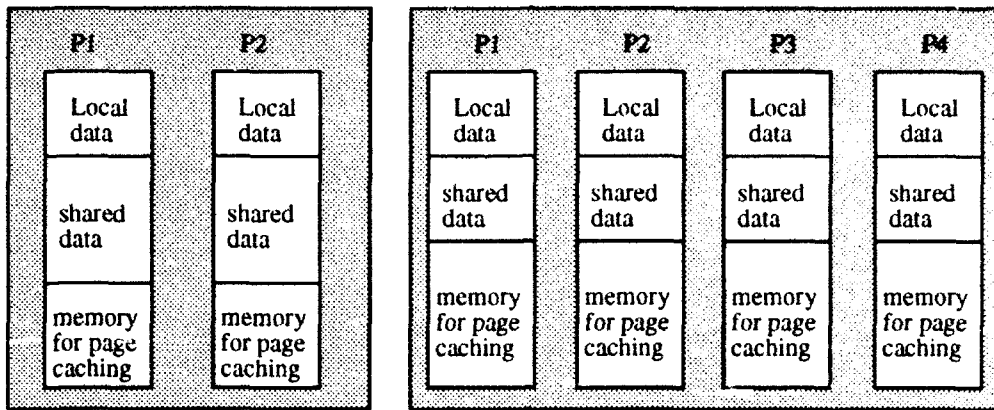 P1
P2
Local
data
Local
data
shared
data
shared
data
memory
for page
caching
memory
for page
caching
P1
P2
P3
P4
Local
data
Local
data
Local
data
Local
data
shared
data
shared
data
shared
data
shared
data
memory
for page
caching
memory
for page
caching
memory
for page
caching
memory
for page
caching